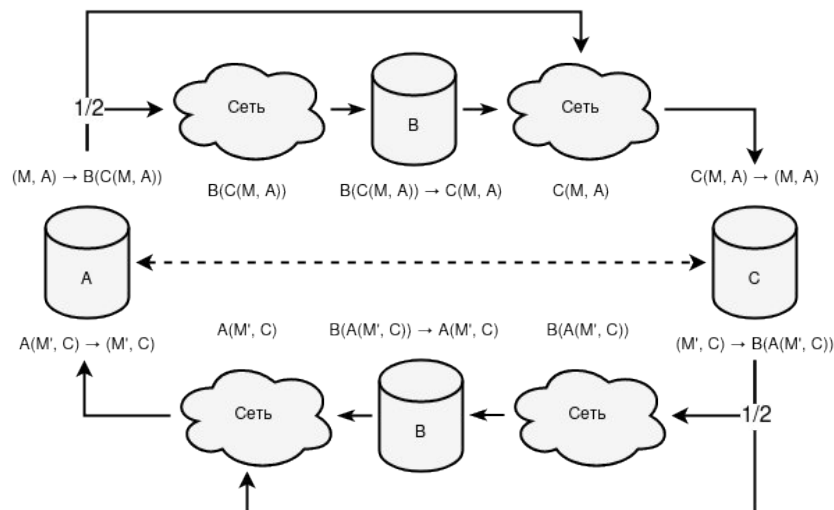 Сеть
B
Сеть
1/2
(M, A) → B(C(M, A))
B(C(M, A))
B(C(M, A)) → C(M, A)
C(M, A)
C(M, A) → (M, A)
A
C
A(M', C) → (M', C)
A(M', C)
B(A(M', C)) → A(M', C)
B(A(M', C))
(M', C) → B(A(M', C))
Сеть
B
Сеть
1/2